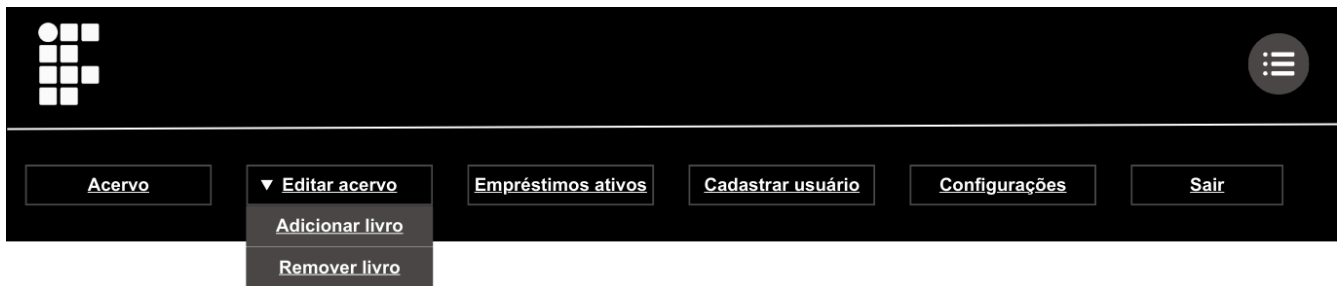 Acervo
▼ Editar acervo
Empréstimos ativos
Cadastrar usuário
Configurações
Sair
Adicionar livro
Remover livro